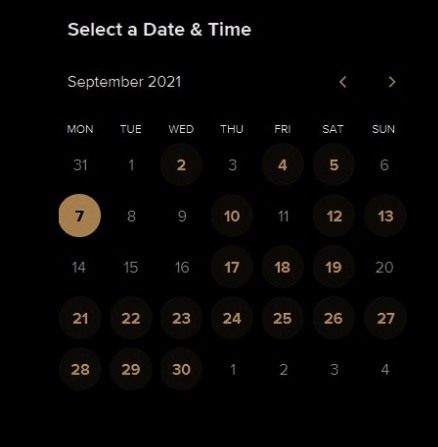 Select a Date & Time
September 2021
MON TUE WED THU FRI SAT SUN
31 1 2 3 4 5 6
7 8 9 10 11 12 13
14 15 16 17 18 19 20
21 22 23 24 25 26 27
28 29 30 1 2 3 4